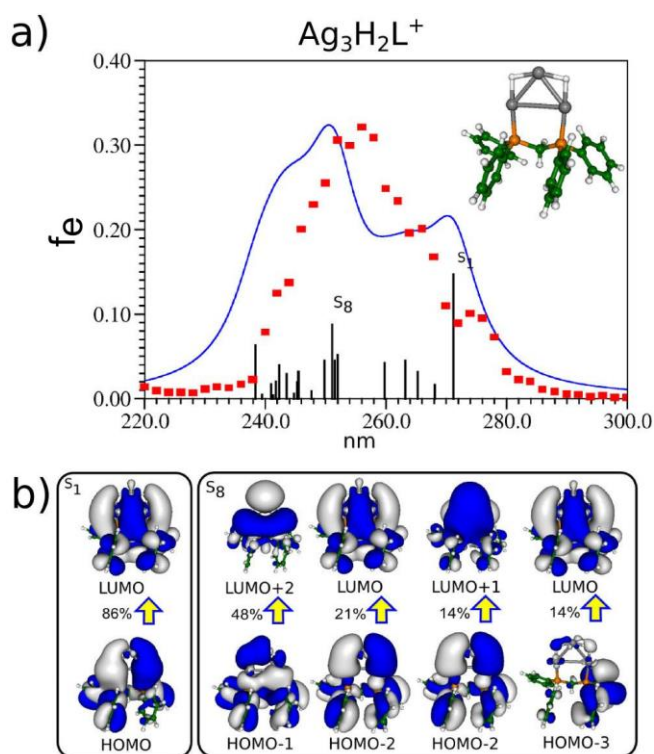 a)
Ag3H2L+
0.40
0.30
0.20
0.10
0.00
fe
S8
S1
220.0 240.0 260.0 280.0 300.0
nm
b)
S1
LUMO
86%
HOMO
S8
LUMO+2 LUMO LUMO+1 LUMO
48% 21% 14% 14%
HOMO-1 HOMO-2 HOMO-2 HOMO-3